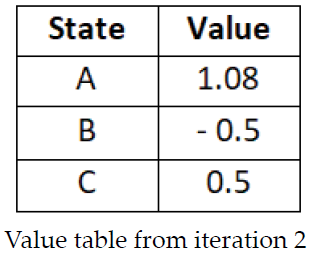 State Value
A 1.08
B - 0.5
C 0.5
Value table from iteration 2